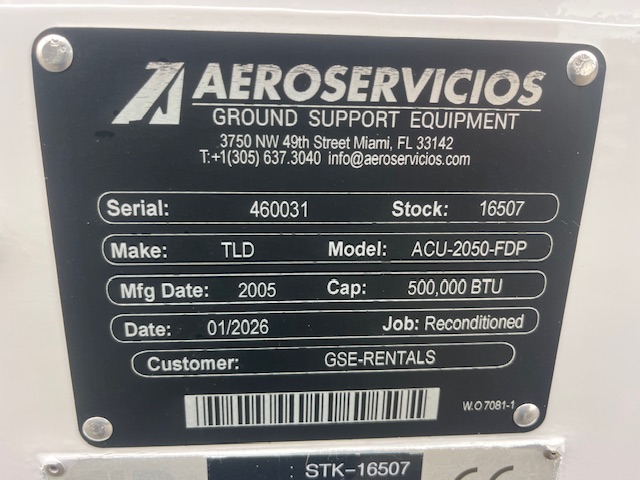 AEROSERVICIOS
GROUND SUPPORT EQUIPMENT
3750 NW 49th Street Miami, FL 33142
T:+1(305) 637.3040 info@aeroservicios.com
Serial: 460031 Stock: 16507
Make: TLD Model: ACU-2050-FDP
Mfg Date: 2005 Cap: 500,000 BTU
Date: 01/2026 Job: Reconditioned
Customer: GSE-RENTALS
W.O 7081-1
STK-16507